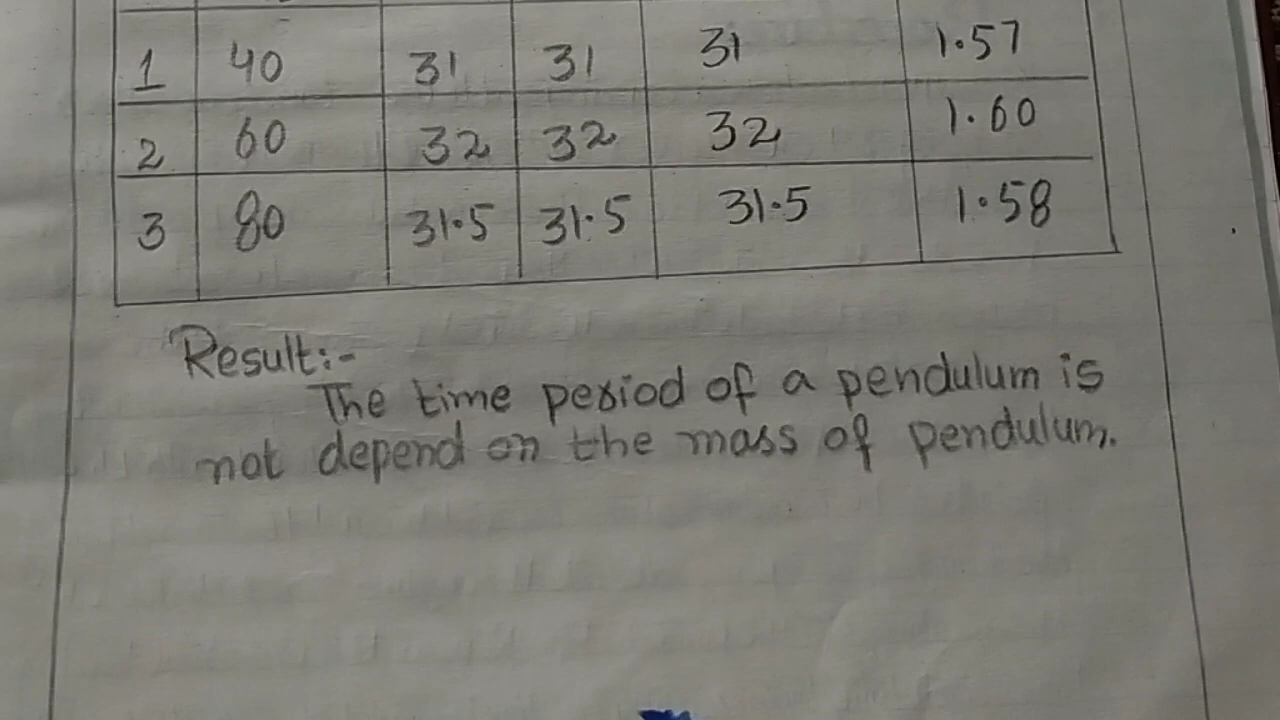 1 40 31 31 31 1.57
2 60 32 32 32 1.60
3 80 31.5 31.5 31.5 1.58
Result:-
The time period of a pendulum is
not depend on the mass of pendulum.